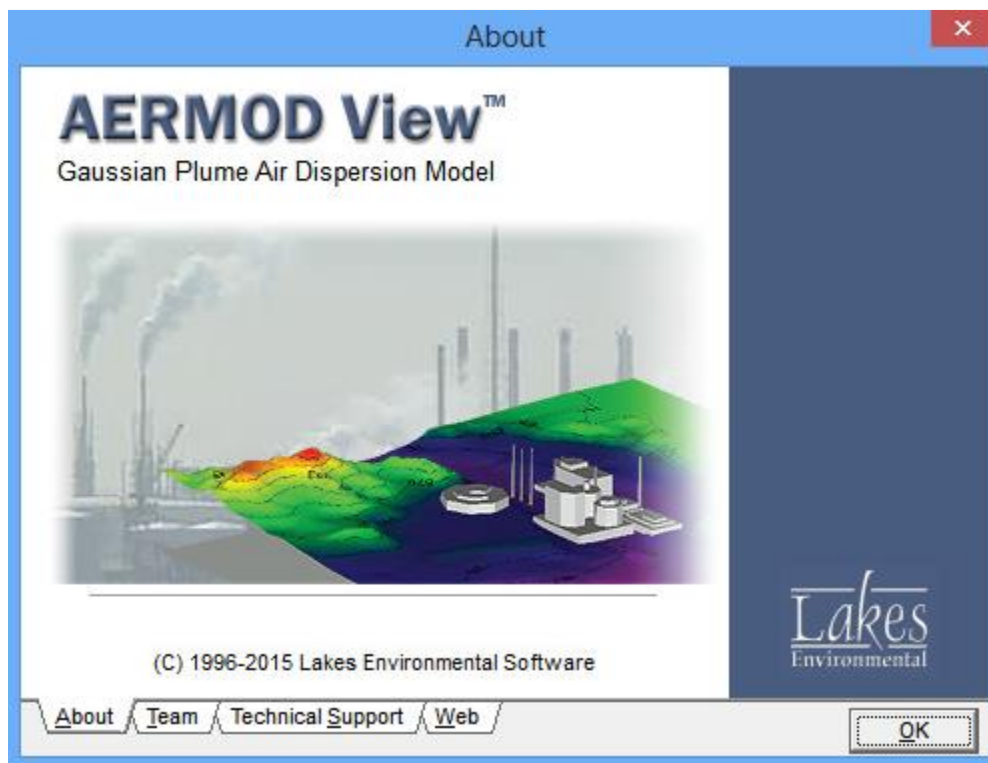 About
AERMOD View™
Gaussian Plume Air Dispersion Model
(C) 1996-2015 Lakes Environmental Software
Lakes
Environmental
About
Team
Technical Support
Web
OK